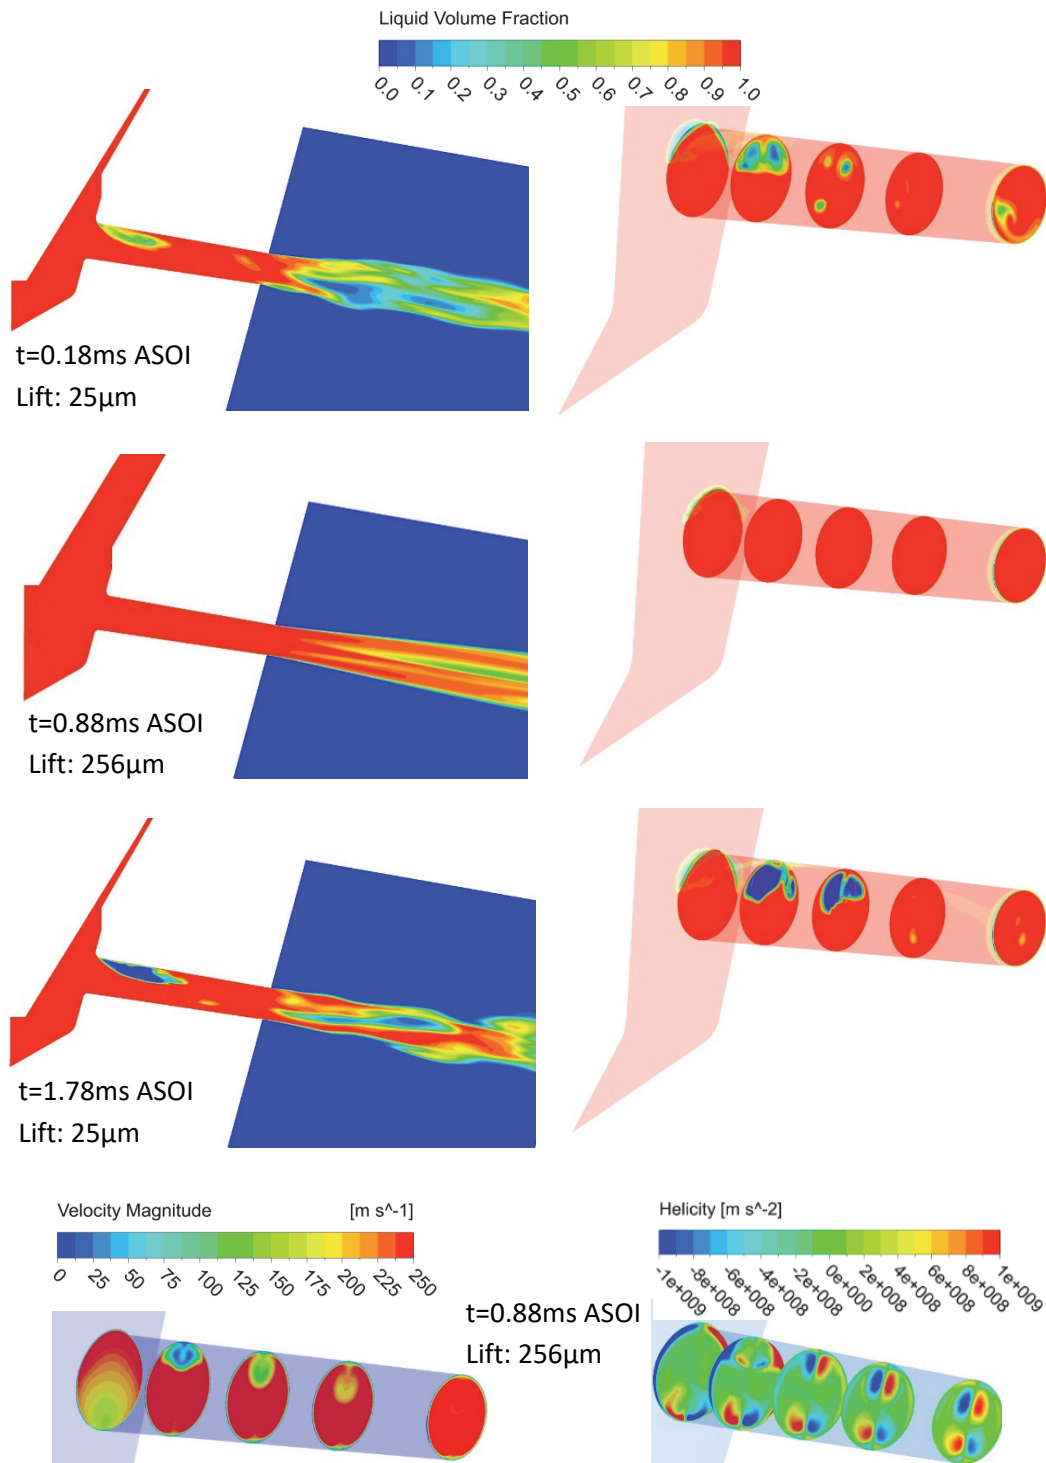 Liquid Volume Fraction
0.0 0.1 0.2 0.3 0.4 0.5 0.6 0.7 0.8 0.9 1.0
t=0.18ms ASOI
Lift: 25µm
t=0.88ms ASOI
Lift: 256µm
t=1.78ms ASOI
Lift: 25µm
Velocity Magnitude [m s^-1]
0 25 50 75 100 125 150 175 200 225 250
Helicity [m s^-2]
-1e+009 -8e+008 -6e+008 -4e+008 -2e+008 0e+000 2e+008 4e+008 6e+008 8e+008 1e+009
t=0.88ms ASOI
Lift: 256µm